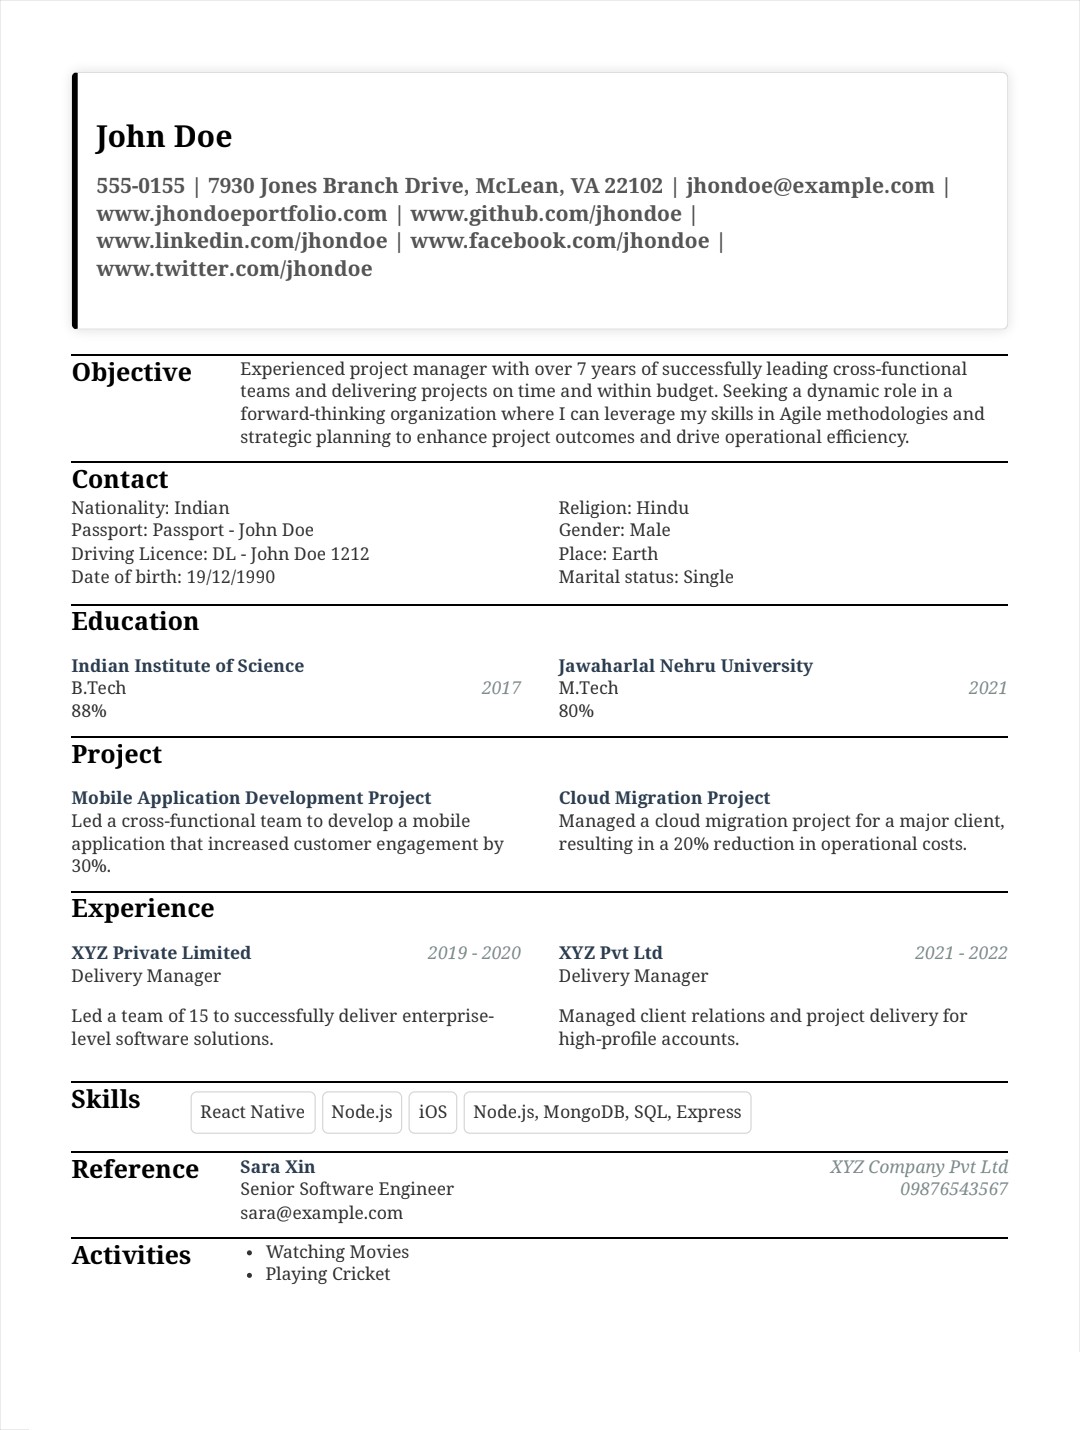 John Doe
555-0155 | 7930 Jones Branch Drive, McLean, VA 22102 | jhondoe@example.com |
www.jhondoeportfolio.com | www.github.com/jhondoe |
www.linkedin.com/jhondoe | www.facebook.com/jhondoe |
www.twitter.com/jhondoe
Objective
Experienced project manager with over 7 years of successfully leading cross-functional
teams and delivering projects on time and within budget. Seeking a dynamic role in a
forward-thinking organization where I can leverage my skills in Agile methodologies and
strategic planning to enhance project outcomes and drive operational efficiency.
Contact
Nationality: Indian
Passport: Passport - John Doe
Driving Licence: DL - John Doe 1212
Date of birth: 19/12/1990
Religion: Hindu
Gender: Male
Place: Earth
Marital status: Single
Education
Indian Institute of Science
B.Tech 2017
88%
Jawaharlal Nehru University
M.Tech 2021
80%
Project
Mobile Application Development Project
Led a cross-functional team to develop a mobile
application that increased customer engagement by
30%.
Cloud Migration Project
Managed a cloud migration project for a major client,
resulting in a 20% reduction in operational costs.
Experience
XYZ Private Limited 2019 - 2020
Delivery Manager
Led a team of 15 to successfully deliver enterprise-
level software solutions.
XYZ Pvt Ltd 2021 - 2022
Delivery Manager
Managed client relations and project delivery for
high-profile accounts.
Skills
React Native Node.js iOS Node.js, MongoDB, SQL, Express
Reference
Sara Xin XYZ Company Pvt Ltd
Senior Software Engineer 09876543567
sara@example.com
Activities
• Watching Movies
• Playing Cricket